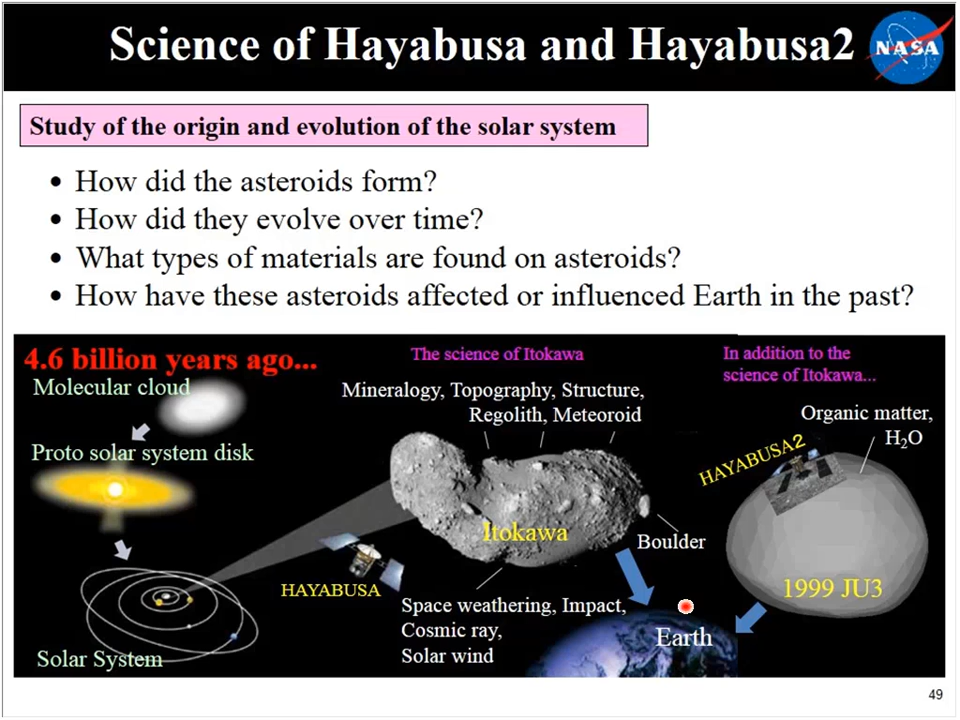 Science of Hayabusa and Hayabusa2
NASA
Study of the origin and evolution of the solar system
• How did the asteroids form?
• How did they evolve over time?
• What types of materials are found on asteroids?
• How have these asteroids affected or influenced Earth in the past?
4.6 billion years ago...
Molecular cloud
Proto solar system disk
Solar System
HAYABUSA
The science of Itokawa
Mineralogy, Topography, Structure,
Regolith, Meteoroid
Itokawa
Boulder
Space weathering, Impact,
Cosmic ray,
Solar wind
Earth
In addition to the
science of Itokawa...
Organic matter,
H₂O
HAYABUSA2
1999 JU3
49